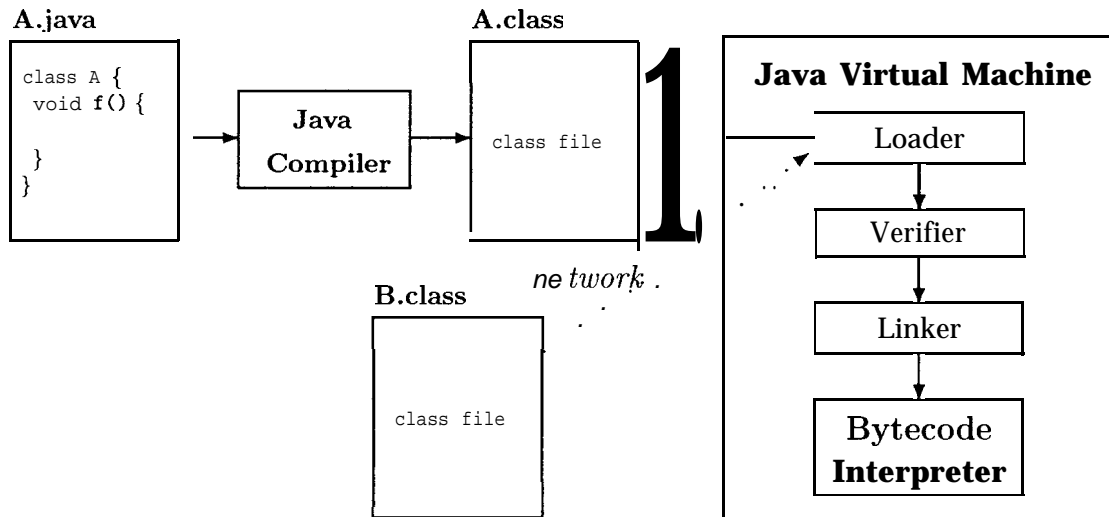 A.java
class A {
void f() {
}
}
Java
Compiler
A.class
class file
1
network
B.class
class file
Java Virtual Machine
Loader
Verifier
Linker
Bytecode
Interpreter